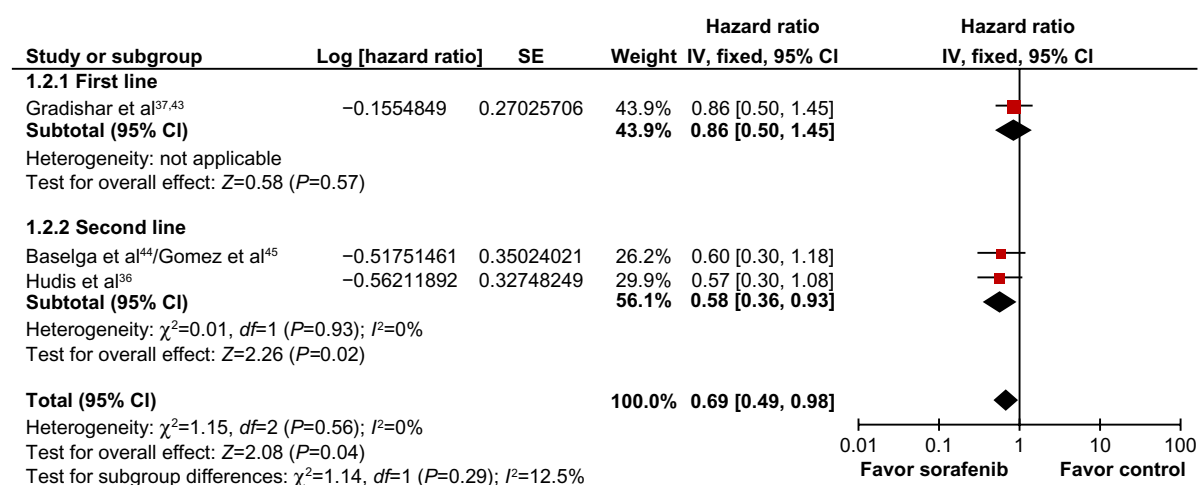 Hazard ratio Hazard ratio
Study or subgroup Log [hazard ratio] SE Weight IV, fixed, 95% CI IV, fixed, 95% CI
1.2.1 First line
Gradishar et al37,43 −0.1554849 0.27025706 43.9% 0.86 [0.50, 1.45]
Subtotal (95% CI) 43.9% 0.86 [0.50, 1.45]
Heterogeneity: not applicable
Test for overall effect: Z=0.58 (P=0.57)
1.2.2 Second line
Baselga et al44/Gomez et al45 −0.51751461 0.35024021 26.2% 0.60 [0.30, 1.18]
Hudis et al36 −0.56211892 0.32748249 29.9% 0.57 [0.30, 1.08]
Subtotal (95% CI) 56.1% 0.58 [0.36, 0.93]
Heterogeneity: χ2=0.01, df=1 (P=0.93); I2=0%
Test for overall effect: Z=2.26 (P=0.02)
Total (95% CI) 100.0% 0.69 [0.49, 0.98]
Heterogeneity: χ2=1.15, df=2 (P=0.56); I2=0%
Test for overall effect: Z=2.08 (P=0.04)
Test for subgroup differences: χ2=1.14, df=1 (P=0.29); I2=12.5%
0.01 0.1 1 10 100
Favor sorafenib Favor control